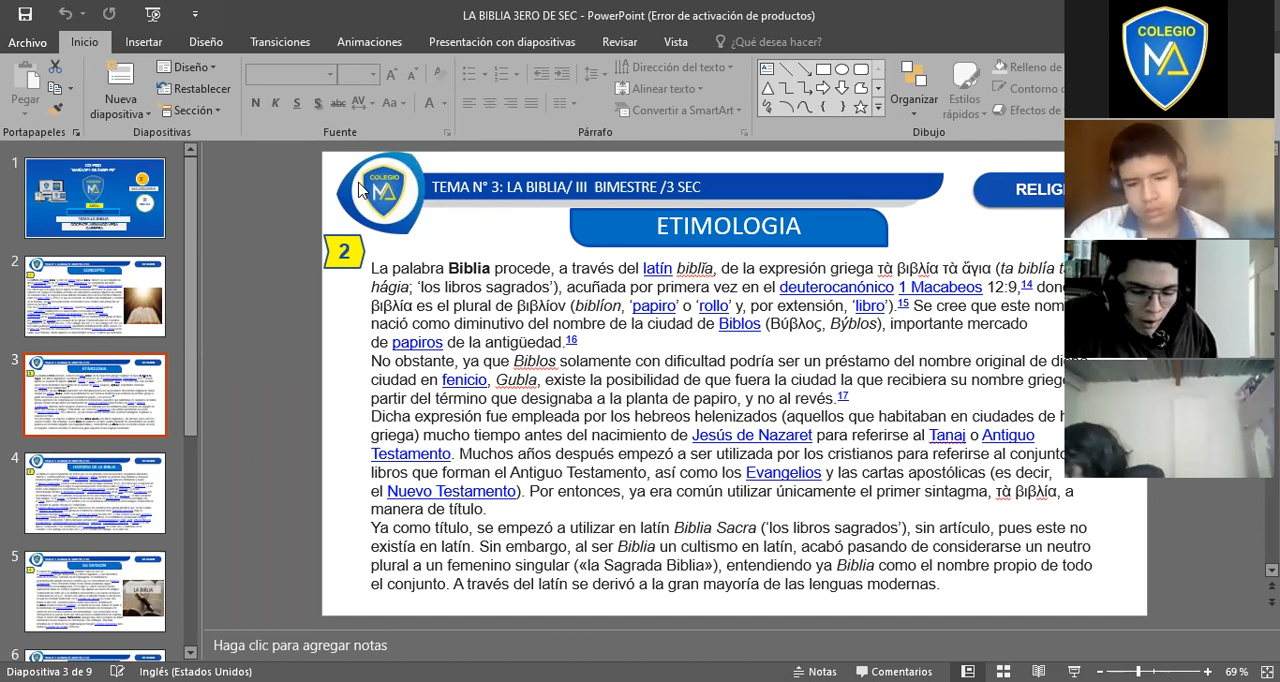 LA BIBLIA 3ERO DE SEC - PowerPoint (Error de activación de productos)
Archivo Inicio Insertar Diseño Transiciones Animaciones Presentación con diapositivas Revisar Vista ¿Qué desea hacer?
Pegar
Nueva diapositiva
Diseño
Restablecer
Sección
N K S S abc AV Aa A
Dirección del texto
Alinear texto
Convertir a SmartArt
Organizar
Estilos rápidos
Relleno de
Contorno
Efectos de
Portapapeles Diapositivas Fuente Párrafo Dibujo
COLEGIO
MA
1
2
3
4
5
6
LA BIBLIA
COLEGIO
TEMA N° 3: LA BIBLIA/ III BIMESTRE /3 SEC
RELIG
ETIMOLOGIA
2
La palabra Biblia procede, a través del latín biblia, de la expresión griega τὰ βιβλία τὰ ἅγια (ta biblía
hágia; 'los libros sagrados'), acuñada por primera vez en el deuterocanónico 1 Macabeos 12:9,14
βιβλία es el plural de βιβλίον (biblíon, 'papiro' o 'rollo' y, por extensión, 'libro').15 Se cree que este
nació como diminutivo del nombre de la ciudad de Biblos (Βύβλος, Býblos), importante mercado
de papiros de la antigüedad.16
No obstante, ya que Biblos solamente con dificultad podría ser un préstamo del nombre original de
ciudad en fenicio, existe la posibilidad de que fuera la ciudad la que recibiera su nombre griego
partir del término que designaba a la planta de papiro, y no al revés.17
Dicha expresión fue empleada por los hebreos helenizados (aquellos que habitaban en ciudades de
griega) mucho tiempo antes del nacimiento de Jesús de Nazaret para referirse al Tanaj o Antiguo
Testamento. Muchos años después empezó a ser utilizada por los cristianos para referirse al conjunto
libros que forman el Antiguo Testamento, así como los Evangelios y las cartas apostólicas, es decir,
el Nuevo Testamento. Por entonces, ya era común utilizar únicamente el primer sintagma, τὰ βιβλία, a
manera de título.
Ya como título, se empezó a utilizar en latín Biblia Sacra ('los libros sagrados'), sin artículo, pues este no
existía en latín. Sin embargo, al ser Biblia un cultismo en latín, acabó pasando de considerarse un neutro
plural a un femenino singular («la Sagrada Biblia»), entendiendo ya Biblia como el nombre propio de todo
el conjunto. A través del latín se derivó a la gran mayoría de las lenguas modernas.
Haga clic para agregar notas
Diapositiva 3 de 9 Inglés (Estados Unidos) Notas Comentarios 69 %